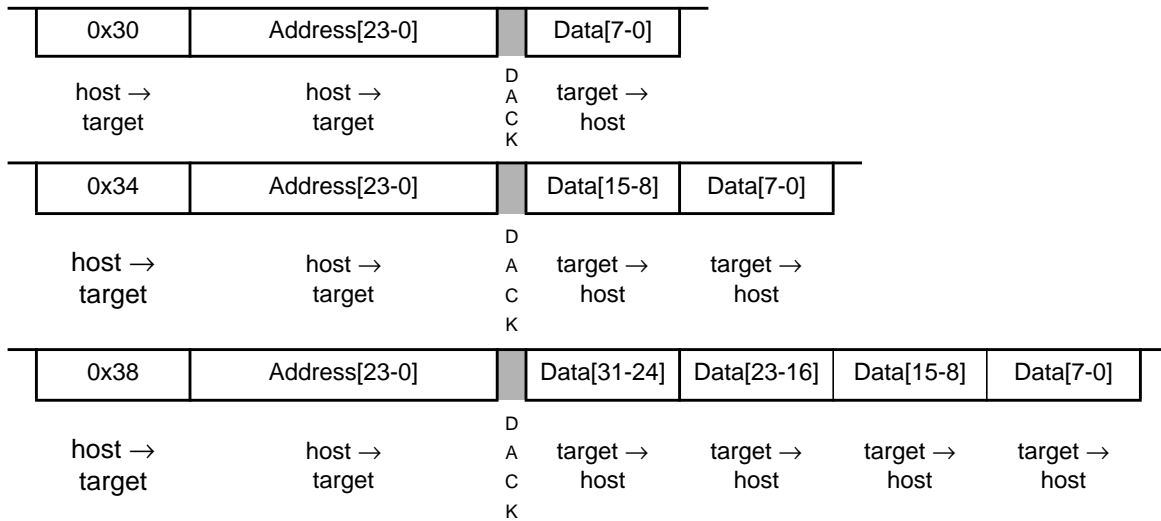 0x30 Address[23-0] Data[7-0]
host → host → D A C K target →
target target host
0x34 Address[23-0] Data[15-8] Data[7-0]
host → host → D A C K target → target →
target target host host
0x38 Address[23-0] Data[31-24] Data[23-16] Data[15-8] Data[7-0]
host → host → D A C K target → target → target → target →
target target host host host host